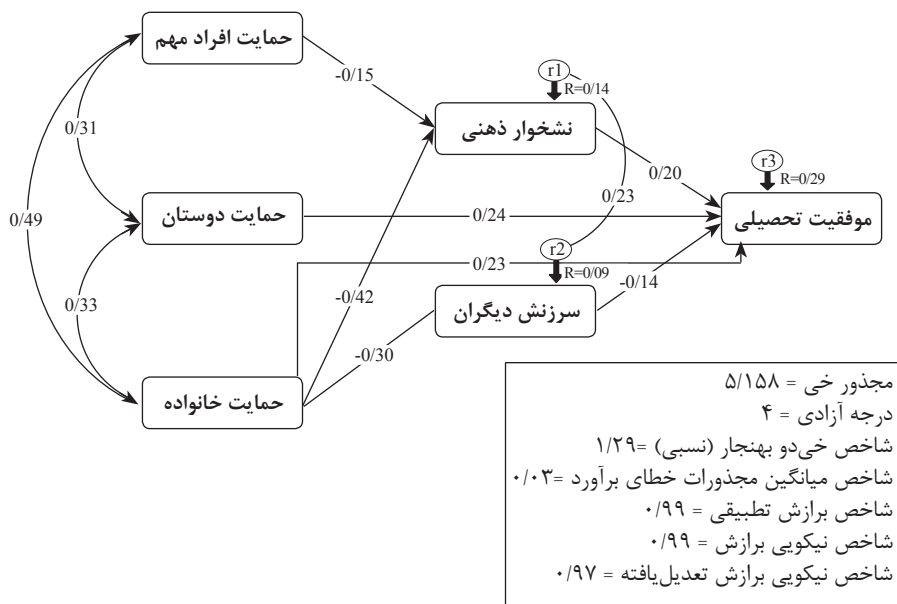 حمایت افراد مهم
-0/15
r1
R=0/14
نشخوار ذهنی
0/31
0/20
r3
R=0/29
0/49
حمایت دوستان
0/24
0/23
موفقیت تحصیلی
r2
0/23
R=0/09
-0/14
0/33
-0/42
سرزنش دیگران
-0/30
حمایت خانواده
مجذور خی = ۵/۱۵۸
درجه آزادی = ۴
شاخص خی‌دو بهنجار (نسبی) =۱/۲۹
شاخص میانگین مجذورات خطای برآورد =۰/۰۳
شاخص برازش تطبیقی = ۰/۹۹
شاخص نیکویی برازش = ۰/۹۹
شاخص نیکویی برازش تعدیل‌یافته = ۰/۹۷